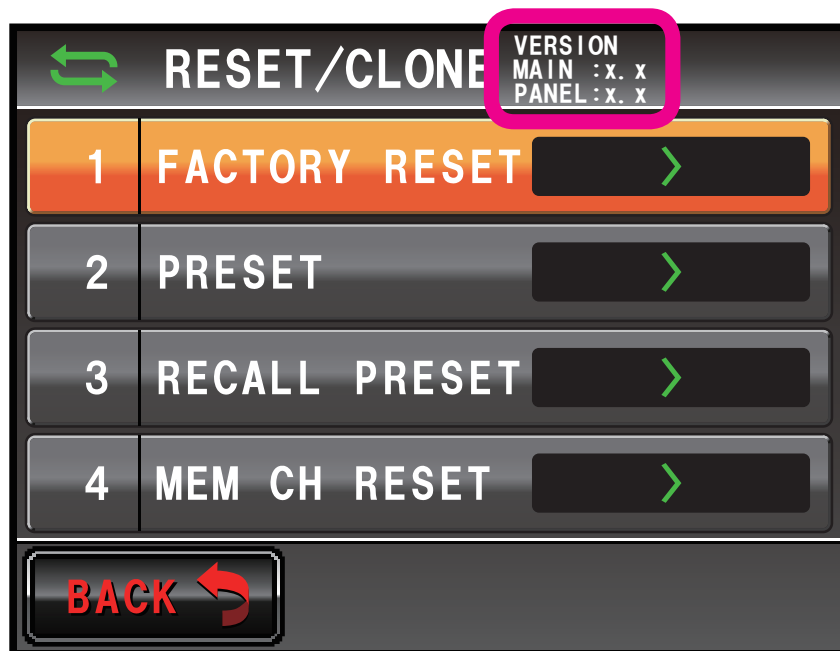 RESET/CLONE
VERSION
MAIN :x. x
PANEL:x. x
1 FACTORY RESET
2 PRESET
3 RECALL PRESET
4 MEM CH RESET
BACK